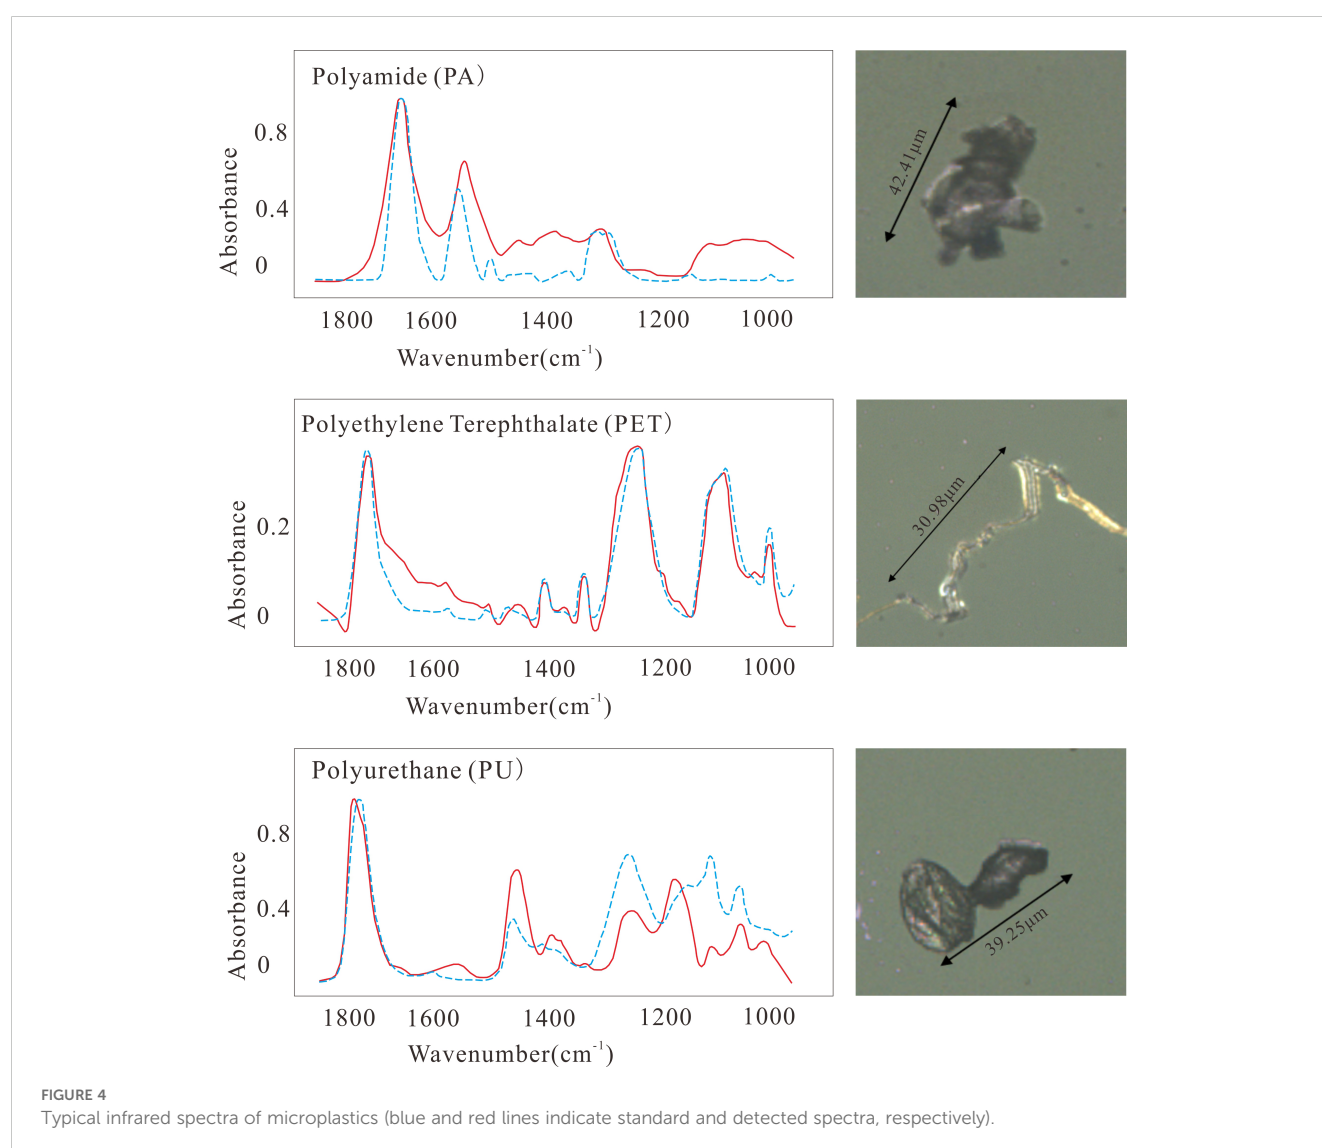 Polyamide (PA)
0.8
0.4
0
Absorbance
1800 1600 1400 1200 1000
Wavenumber(cm⁻¹)
42.41μm
Polyethylene Terephthalate (PET)
0.2
0
Absorbance
1800 1600 1400 1200 1000
Wavenumber(cm⁻¹)
30.98μm
Polyurethane (PU)
0.8
0.4
0
Absorbance
1800 1600 1400 1200 1000
Wavenumber(cm⁻¹)
39.25μm
FIGURE 4
Typical infrared spectra of microplastics (blue and red lines indicate standard and detected spectra, respectively).